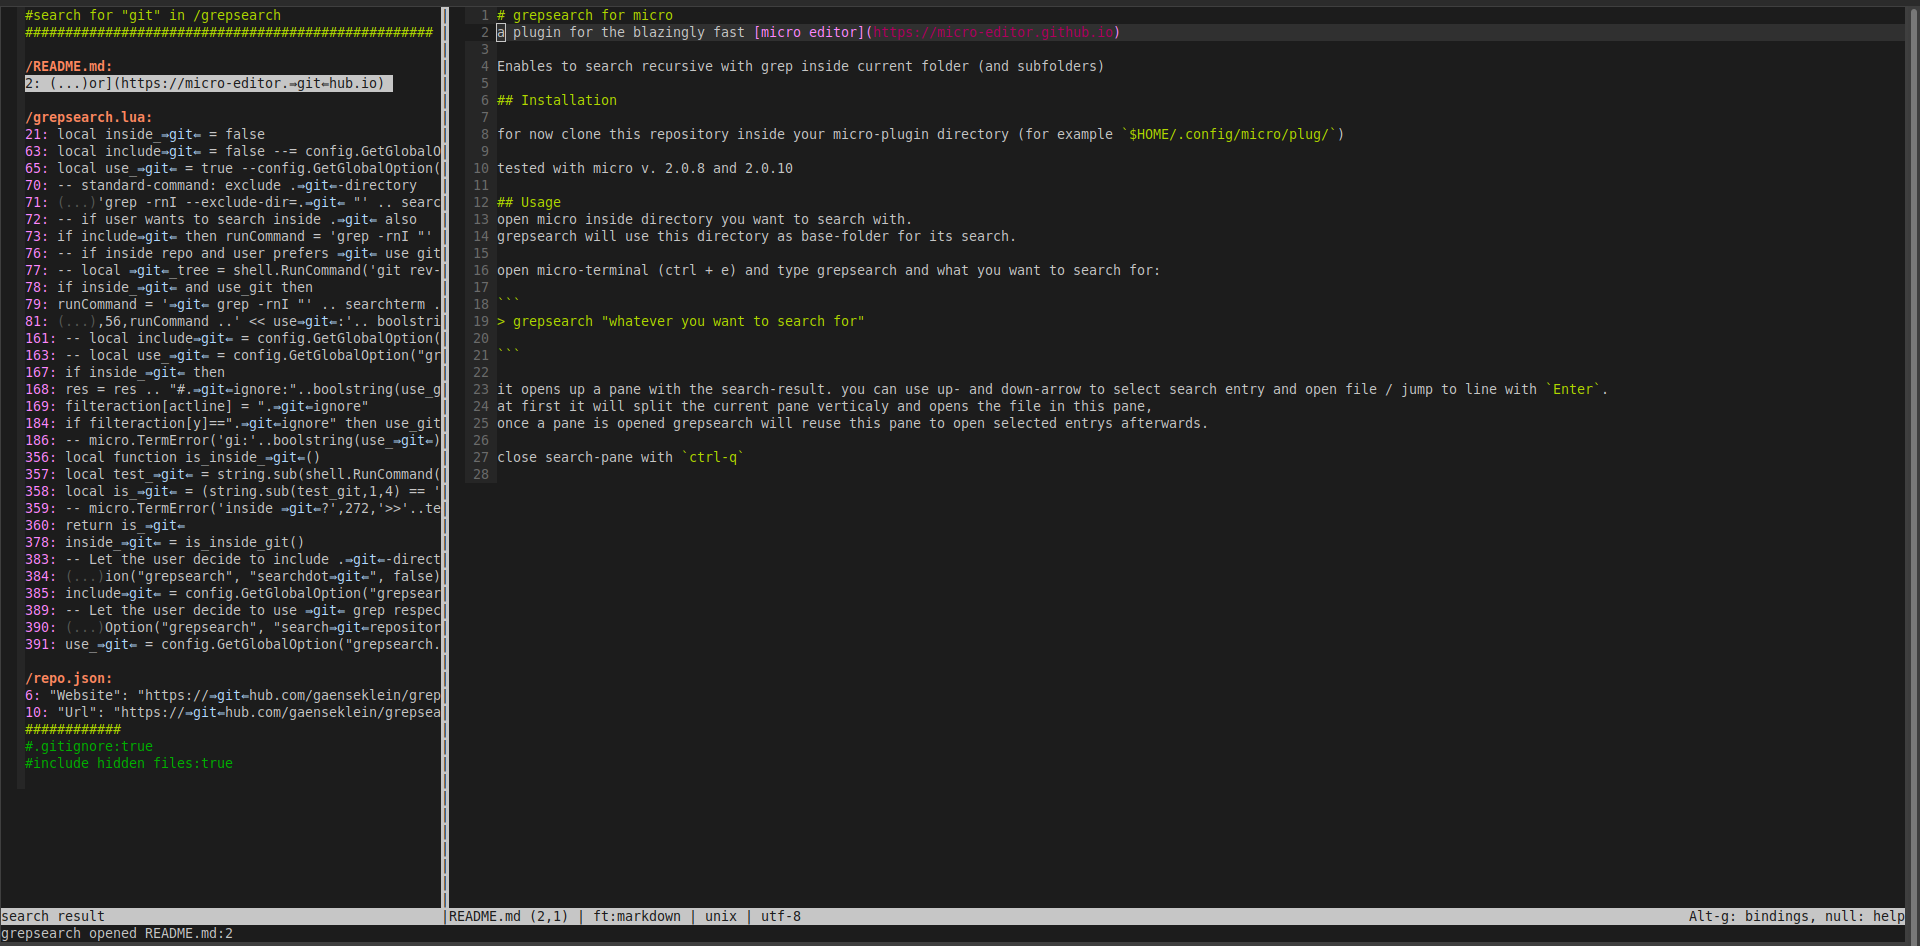 #search for "git" in /grepsearch
###################################################
/README.md:
2: (...)or](https://micro-editor.⇒git⇐hub.io)
/grepsearch.lua:
21: local inside_⇒git⇐ = false
63: local include⇒git⇐ = false --= config.GetGlobalO
65: local use_⇒git⇐ = true --config.GetGlobalOption(
70: -- standard-command: exclude .⇒git⇐-directory
71: (...)'grep -rnI --exclude-dir=.⇒git⇐ "' .. searc
72: -- if user wants to search inside .⇒git⇐ also
73: if include⇒git⇐ then runCommand = 'grep -rnI "'
76: -- if inside repo and user prefers ⇒git⇐ use git
77: -- local ⇒git⇐_tree = shell.RunCommand('git rev-
78: if inside_⇒git⇐ and use_git then
79: runCommand = '⇒git⇐ grep -rnI "' .. searchterm .
81: (...),56,runCommand ..' << use⇒git⇐:'.. boolstri
161: -- local include⇒git⇐ = config.GetGlobalOption(
163: -- local use_⇒git⇐ = config.GetGlobalOption("gr
167: if inside_⇒git⇐ then
168: res = res .. "#.⇒git⇐ignore:"..boolstring(use_g
169: filteraction[actline] = ".⇒git⇐ignore"
184: if filteraction[y]==".⇒git⇐ignore" then use_git
186: -- micro.TermError('gi:'..boolstring(use_⇒git⇐)
356: local function is_inside_⇒git⇐()
357: local test_⇒git⇐ = string.sub(shell.RunCommand(
358: local is_⇒git⇐ = (string.sub(test_git,1,4) == '
359: -- micro.TermError('inside ⇒git⇐?',272,'>>'..te
360: return is_⇒git⇐
378: inside_⇒git⇐ = is_inside_git()
383: -- Let the user decide to include .⇒git⇐-direct
384: (...)ion("grepsearch", "searchdot⇒git⇐", false)
385: include⇒git⇐ = config.GetGlobalOption("grepsear
389: -- Let the user decide to use ⇒git⇐ grep respec
390: (...)Option("grepsearch", "search⇒git⇐repositor
391: use_⇒git⇐ = config.GetGlobalOption("grepsearch.
/repo.json:
6: "Website": "https://⇒git⇐hub.com/gaenseklein/grep
10: "Url": "https://⇒git⇐hub.com/gaenseklein/grepsea
############
#.gitignore:true
#include hidden files:true
1 # grepsearch for micro
2 a plugin for the blazingly fast [micro editor](https://micro-editor.github.io)
3
4 Enables to search recursive with grep inside current folder (and subfolders)
5
6 ## Installation
7
8 for now clone this repository inside your micro-plugin directory (for example `$HOME/.config/micro/plug/`)
9
10 tested with micro v. 2.0.8 and 2.0.10
11
12 ## Usage
13 open micro inside directory you want to search with.
14 grepsearch will use this directory as base-folder for its search.
15
16 open micro-terminal (ctrl + e) and type grepsearch and what you want to search for:
17
18 ```
19 > grepsearch "whatever you want to search for"
20
21 ```
22
23 it opens up a pane with the search-result. you can use up- and down-arrow to select search entry and open file / jump to line with `Enter`.
24 at first it will split the current pane verticaly and opens the file in this pane,
25 once a pane is opened grepsearch will reuse this pane to open selected entrys afterwards.
26
27 close search-pane with `ctrl-q`
28
search result
|README.md (2,1) | ft:markdown | unix | utf-8
Alt-g: bindings, null: help
grepsearch opened README.md:2